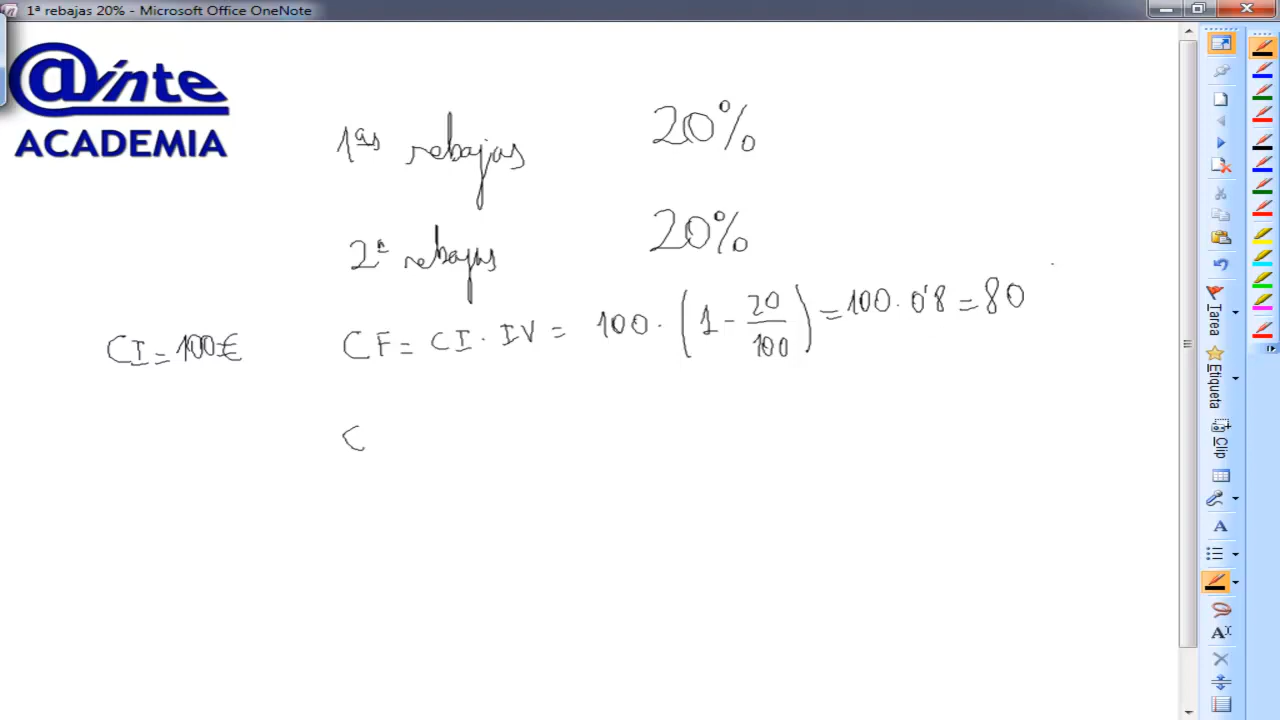 1ª rebajas 20% - Microsoft Office OneNote
@inte
ACADEMIA
1ªs rebajas 20%
2ª rebajas 20%
CI = 100€ CF = CI · IV = 100 · (1 - 20/100) = 100 · 0'8 = 80
C
Tarea
Etiqueta
Clip
A
A